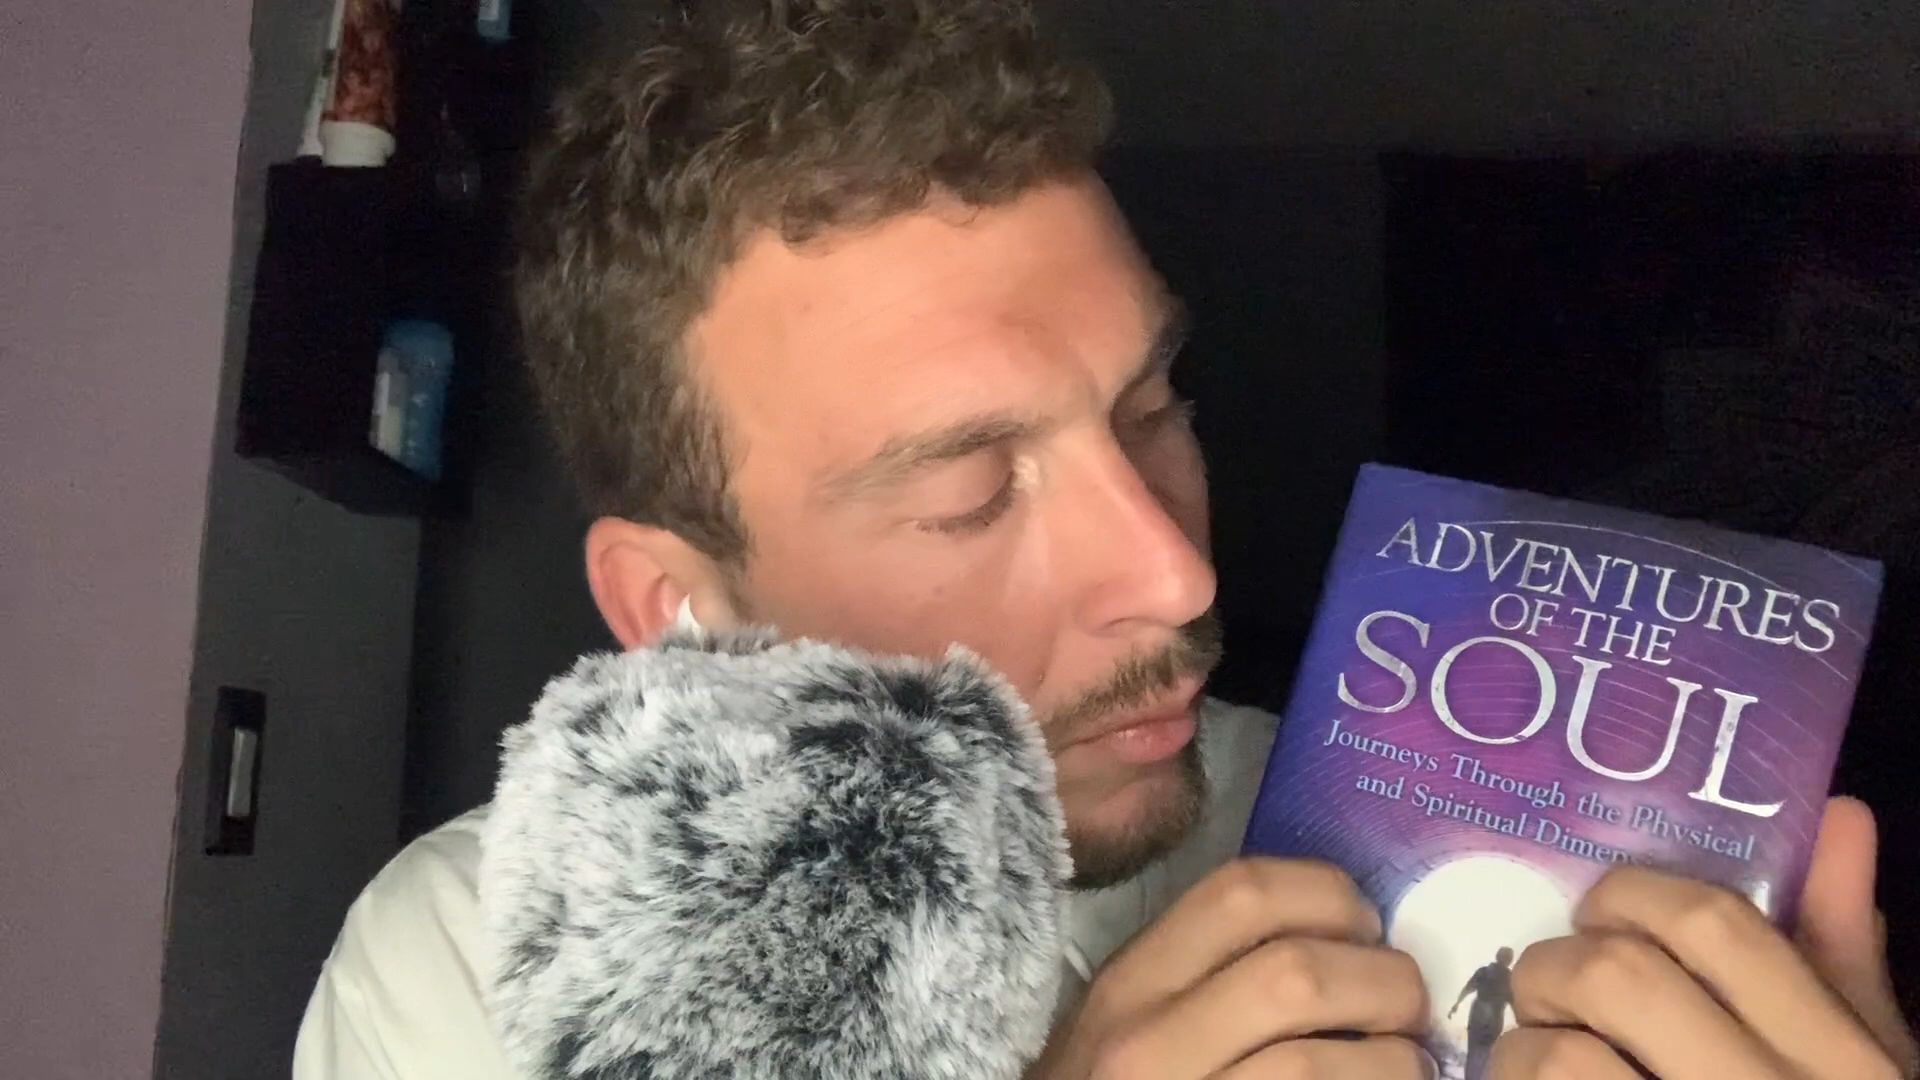 ADVENTURES
OF THE
SOUL
Journeys Through the Physical
and Spiritual